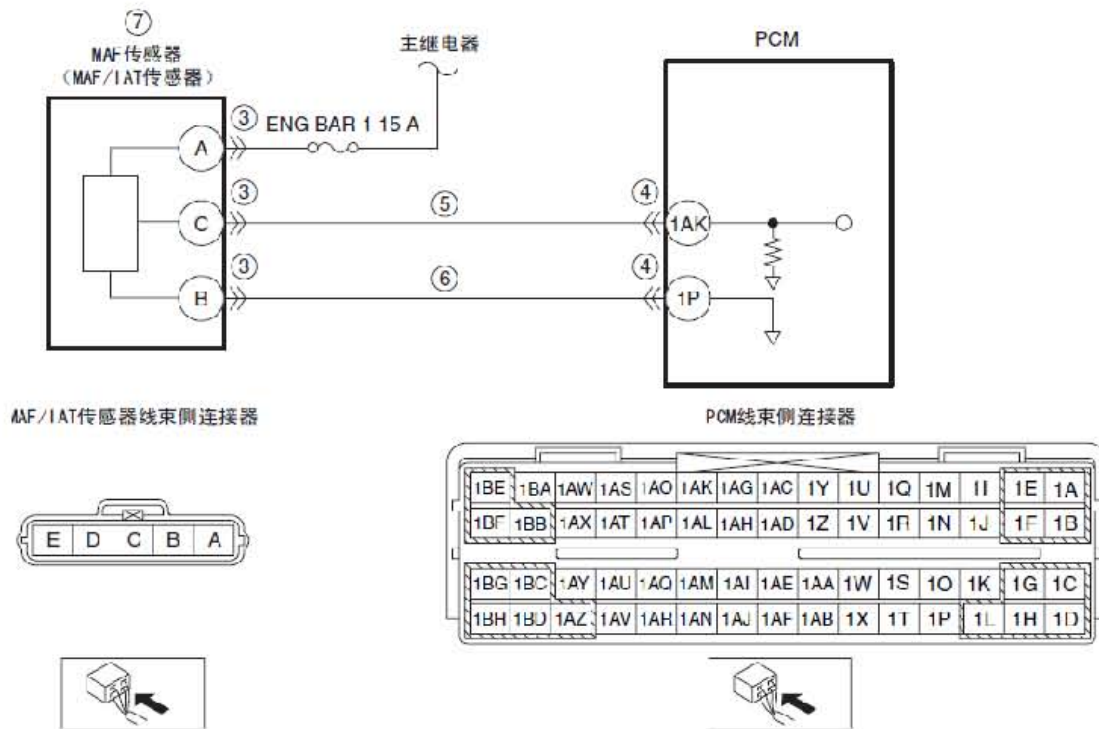 ⑦
MAF传感器
（MAF/IAT传感器）
主继电器
PCM
③
ENG BAR 1 15 A
A
③
⑤
④
C
1AK
③
⑥
④
B
1P
MAF/IAT传感器线束侧连接器
PCM线束侧连接器
E D C B A
1BE 1BA 1AW 1AS 1AO 1AK 1AG 1AC 1Y 1U 1Q 1M 1I 1E 1A
1BF 1BB 1AX 1AT 1AP 1AL 1AH 1AD 1Z 1V 1R 1N 1J 1F 1B
1BG 1BC 1AY 1AU 1AQ 1AM 1AI 1AE 1AA 1W 1S 1O 1K 1G 1C
1BH 1BD 1AZ 1AV 1AR 1AN 1AJ 1AF 1AB 1X 1T 1P 1L 1H 1D